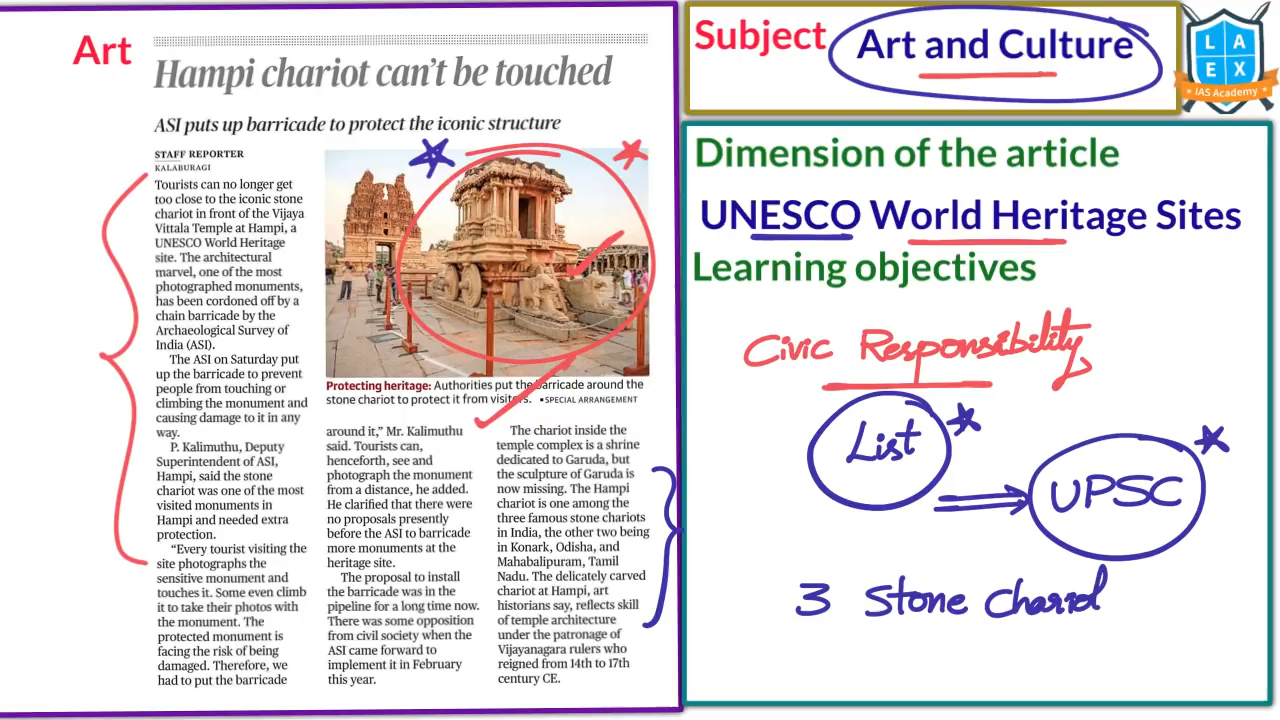 Art
Hampi chariot can't be touched
ASI puts up barricade to protect the iconic structure
STAFF REPORTER
KALABURAGI
Tourists can no longer get
too close to the iconic stone
chariot in front of the Vijaya
Vittala Temple at Hampi, a
UNESCO World Heritage
site. The architectural
marvel, one of the most
photographed monuments,
has been cordoned off by a
chain barricade by the
Archaeological Survey of
India (ASI).
The ASI on Saturday put
up the barricade to prevent
people from touching or
climbing the monument and
causing damage to it in any
way.
P. Kalimuthu, Deputy
Superintendent of ASI,
Hampi, said the stone
chariot was one of the most
visited monuments in
Hampi and needed extra
protection.
“Every tourist visiting the
site photographs the
sensitive monument and
touches it. Some even climb
it to take their photos with
the monument. The
protected monument is
facing the risk of being
damaged. Therefore, we
had to put the barricade
Protecting heritage: Authorities put the barricade around the
stone chariot to protect it from visitors. ■SPECIAL ARRANGEMENT
around it,” Mr. Kalimuthu
said. Tourists can,
henceforth, see and
photograph the monument
from a distance, he added.
He clarified that there were
no proposals presently
before the ASI to barricade
more monuments at the
heritage site.
The proposal to install
the barricade was in the
pipeline for a long time now.
There was some opposition
from civil society when the
ASI came forward to
implement it in February
this year.
The chariot inside the
temple complex is a shrine
dedicated to Garuda, but
the sculpture of Garuda is
now missing. The Hampi
chariot is one among the
three famous stone chariots
in India, the other two being
in Konark, Odisha, and
Mahabalipuram, Tamil
Nadu. The delicately carved
chariot at Hampi, art
historians say, reflects skill
of temple architecture
under the patronage of
Vijayanagara rulers who
reigned from 14th to 17th
century CE.
Subject Art and Culture
L A
E X
IAS Academy
Dimension of the article
UNESCO World Heritage Sites
Learning objectives
Civic Responsibility
List
UPSC
3 Stone Chariot